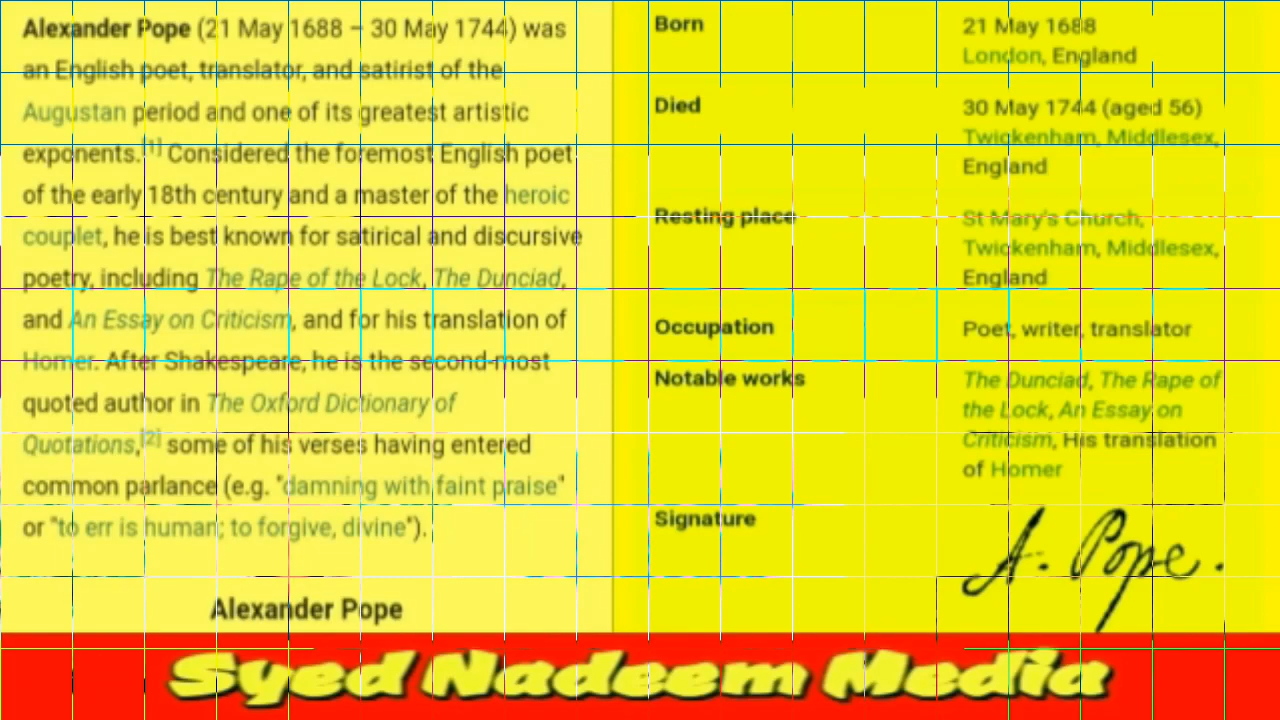 Alexander Pope (21 May 1688 – 30 May 1744) was
an English poet, translator, and satirist of the
Augustan period and one of its greatest artistic
exponents.[1] Considered the foremost English poet
of the early 18th century and a master of the heroic
couplet, he is best known for satirical and discursive
poetry, including The Rape of the Lock, The Dunciad,
and An Essay on Criticism, and for his translation of
Homer. After Shakespeare, he is the second-most
quoted author in The Oxford Dictionary of
Quotations,[2] some of his verses having entered
common parlance (e.g. "damning with faint praise"
or "to err is human; to forgive, divine").
Alexander Pope
Born 21 May 1688
London, England
Died 30 May 1744 (aged 56)
Twickenham, Middlesex,
England
Resting place St Mary's Church,
Twickenham, Middlesex,
England
Occupation Poet, writer, translator
Notable works The Dunciad, The Rape of
the Lock, An Essay on
Criticism, His translation
of Homer
Signature A. Pope.
Syed Nadeem Media